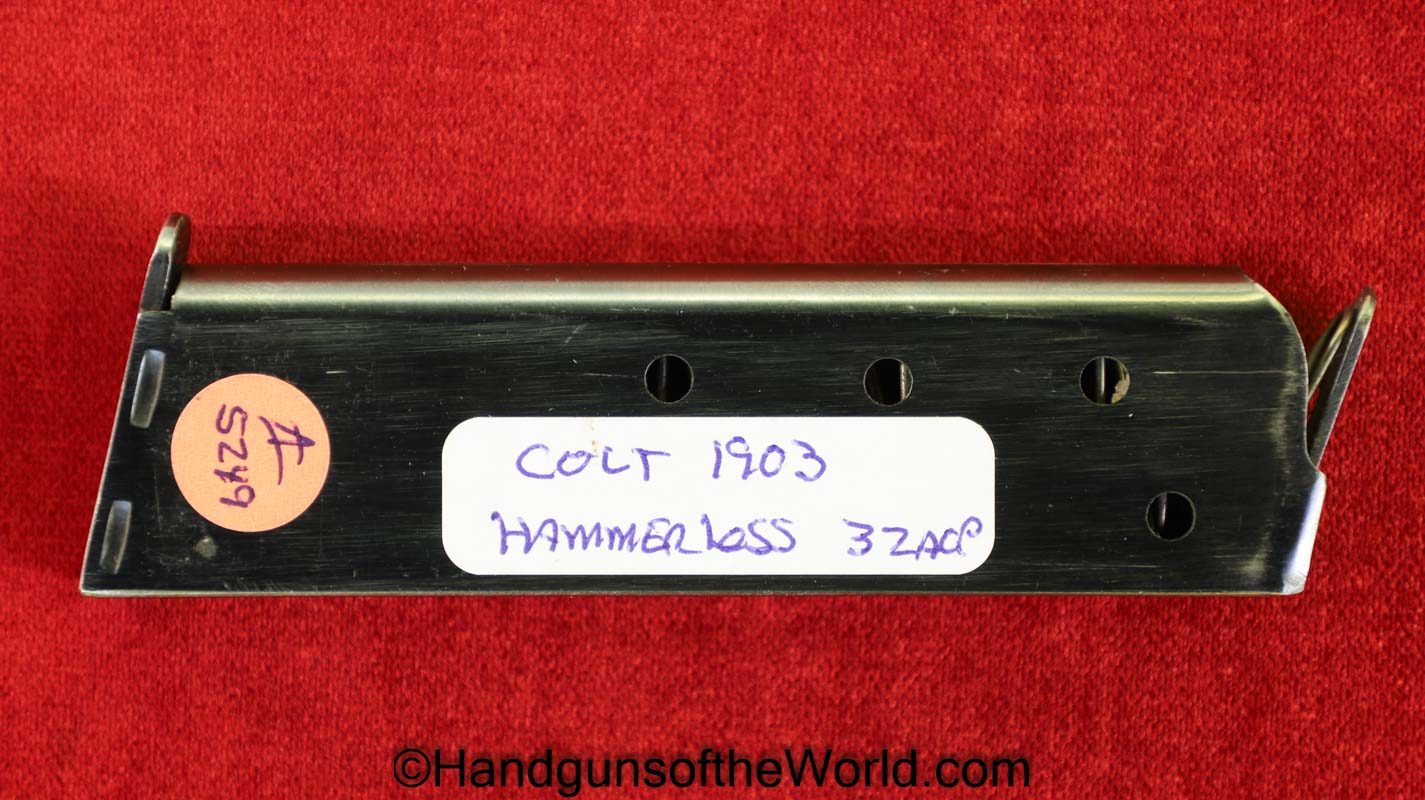 A
5249
COLT 1903
HAMMERLESS 32ACP
©HandgunsoftheWorld.com